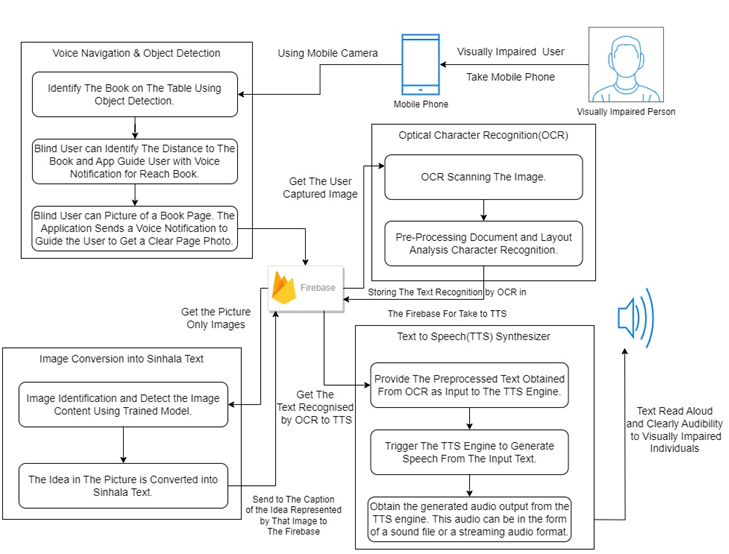 Voice Navigation & Object Detection
Identify The Book on The Table Using
Object Detection.
Blind User can Identify The Distance to The
Book and App Guide User with Voice
Notification for Reach Book.
Blind User can Picture of a Book Page. The
Application Sends a Voice Notification to
Guide the User to Get a Clear Page Photo.
Using Mobile Camera
Mobile Phone
Visually Impaired User
Take Mobile Phone
Visually Impaired Person
Optical Character Recognition(OCR)
OCR Scanning The Image.
Pre-Processing Document and Layout
Analysis Character Recognition.
Get The User
Captured Image
Firebase
Storing The Text Recognition by OCR in
The Firebase For Take to TTS
Get the Picture
Only Images
Image Conversion into Sinhala Text
Image Identification and Detect the Image
Content Using Trained Model.
The Idea in The Picture is Converted into
Sinhala Text.
Send to The Caption
of the Idea Represented
by That Image to
The Firebase
Get The
Text Recognised
by OCR to TTS
Text to Speech(TTS) Synthesizer
Provide The Preprocessed Text Obtained
From OCR as Input to The TTS Engine.
Trigger The TTS Engine to Generate
Speech From The Input Text.
Obtain the generated audio output from the
TTS engine. This audio can be in the form
of a sound file or a streaming audio format.
Text Read Aloud
and Clearly Audibility
to Visually Impaired
Individuals